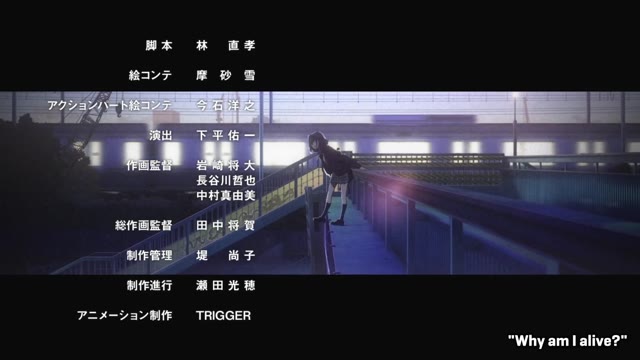 脚本 林 直孝
絵コンテ 摩砂雪
アクションパート絵コンテ 今石洋之
演出 下平佑一
作画監督 岩崎将大
長谷川哲也
中村真由美
総作画監督 田中将賀
制作管理 堤 尚子
制作進行 瀬田光穂
アニメーション制作 TRIGGER
"Why am I alive?"